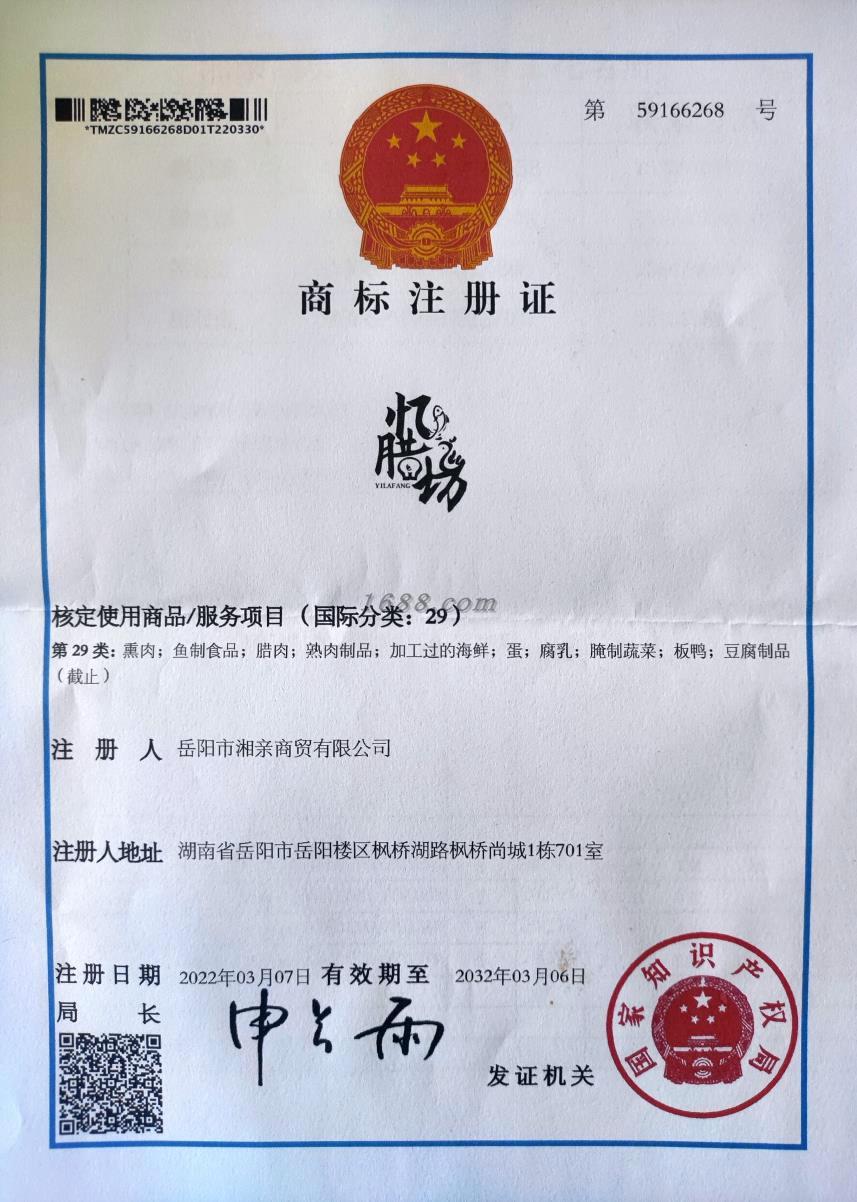 *TMZC59166268D01T220330*
第 59166268 号
商标注册证
忆腊坊
YILAFANG
1688.com
核定使用商品/服务项目（国际分类：29）
第 29 类：熏肉；鱼制食品；腊肉；熟肉制品；加工过的海鲜；蛋；腐乳；腌制蔬菜；板鸭；豆腐制品
（截止）
注 册 人 岳阳市湘亲商贸有限公司
注册人地址 湖南省岳阳市岳阳楼区枫桥湖路枫桥尚城1栋701室
注册日期 2022年03月07日 有效期至 2032年03月06日
局 长 申长雨
发证机关
国家知识产权局